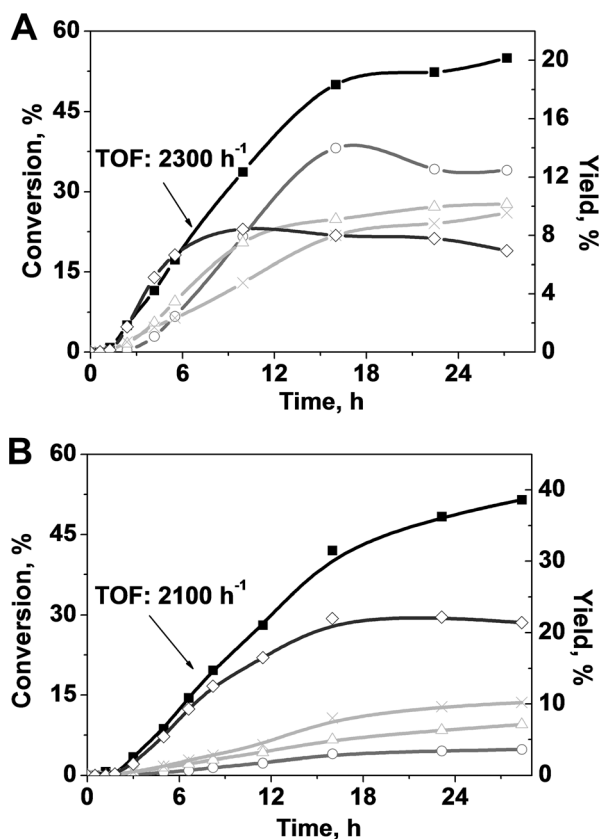 A
60
45
30
15
0
Conversion, %
TOF: 2300 h-1
20
16
12
8
4
0
Yield, %
0 6 12 18 24
Time, h
B
60
45
30
15
0
Conversion, %
TOF: 2100 h-1
40
30
20
10
0
Yield, %
0 6 12 18 24
Time, h